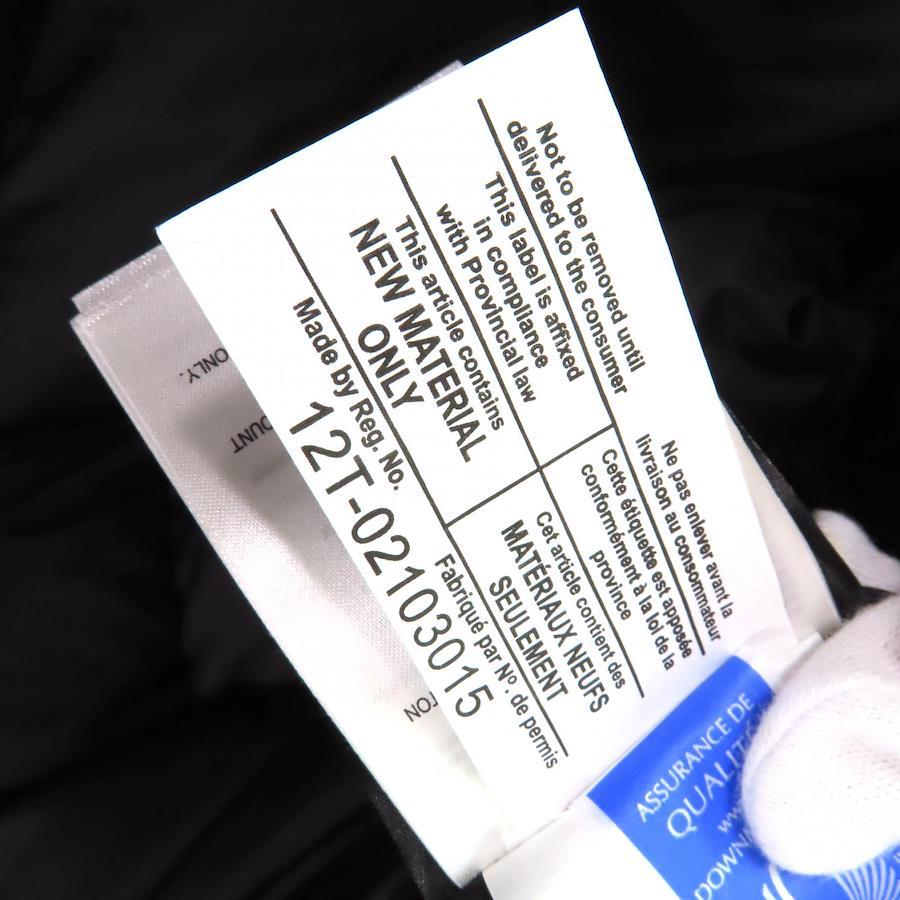 Not to be removed until
delivered to the consumer
This label is affixed
in compliance
with Provincial law
This article contains
NEW MATERIAL
ONLY
Made by Reg. No.
12T-02103015
Ne pas enlever avant la
livraison au consommateur
Cette étiquette est apposée
conformément à la loi de la
province
Cet article contient des
MATÉRIAUX NEUFS
SEULEMENT
Fabriqué par Nº. de permis
ONLY.
ASSURANCE DE
QUALITÉ